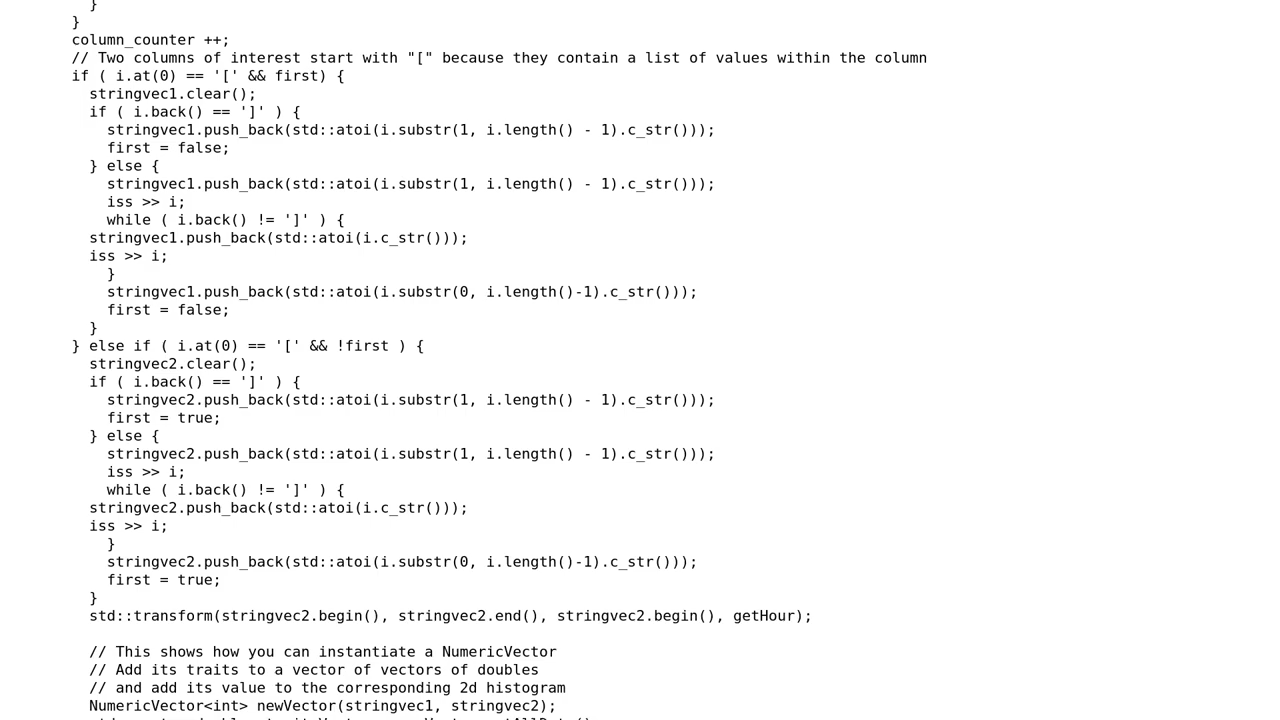 }
}
column_counter ++;
// Two columns of interest start with "[" because they contain a list of values within the column
if ( i.at(0) == '[' && first) {
stringvec1.clear();
if ( i.back() == ']' ) {
stringvec1.push_back(std::atoi(i.substr(1, i.length() - 1).c_str()));
first = false;
} else {
stringvec1.push_back(std::atoi(i.substr(1, i.length() - 1).c_str()));
iss >> i;
while ( i.back() != ']' ) {
stringvec1.push_back(std::atoi(i.c_str()));
iss >> i;
}
stringvec1.push_back(std::atoi(i.substr(0, i.length()-1).c_str()));
first = false;
}
} else if ( i.at(0) == '[' && !first ) {
stringvec2.clear();
if ( i.back() == ']' ) {
stringvec2.push_back(std::atoi(i.substr(1, i.length() - 1).c_str()));
first = true;
} else {
stringvec2.push_back(std::atoi(i.substr(1, i.length() - 1).c_str()));
iss >> i;
while ( i.back() != ']' ) {
stringvec2.push_back(std::atoi(i.c_str()));
iss >> i;
}
stringvec2.push_back(std::atoi(i.substr(0, i.length()-1).c_str()));
first = true;
}
std::transform(stringvec2.begin(), stringvec2.end(), stringvec2.begin(), getHour);
// This shows how you can instantiate a NumericVector
// Add its traits to a vector of vectors of doubles
// and add its value to the corresponding 2d histogram
NumericVector<int> newVector(stringvec1, stringvec2);